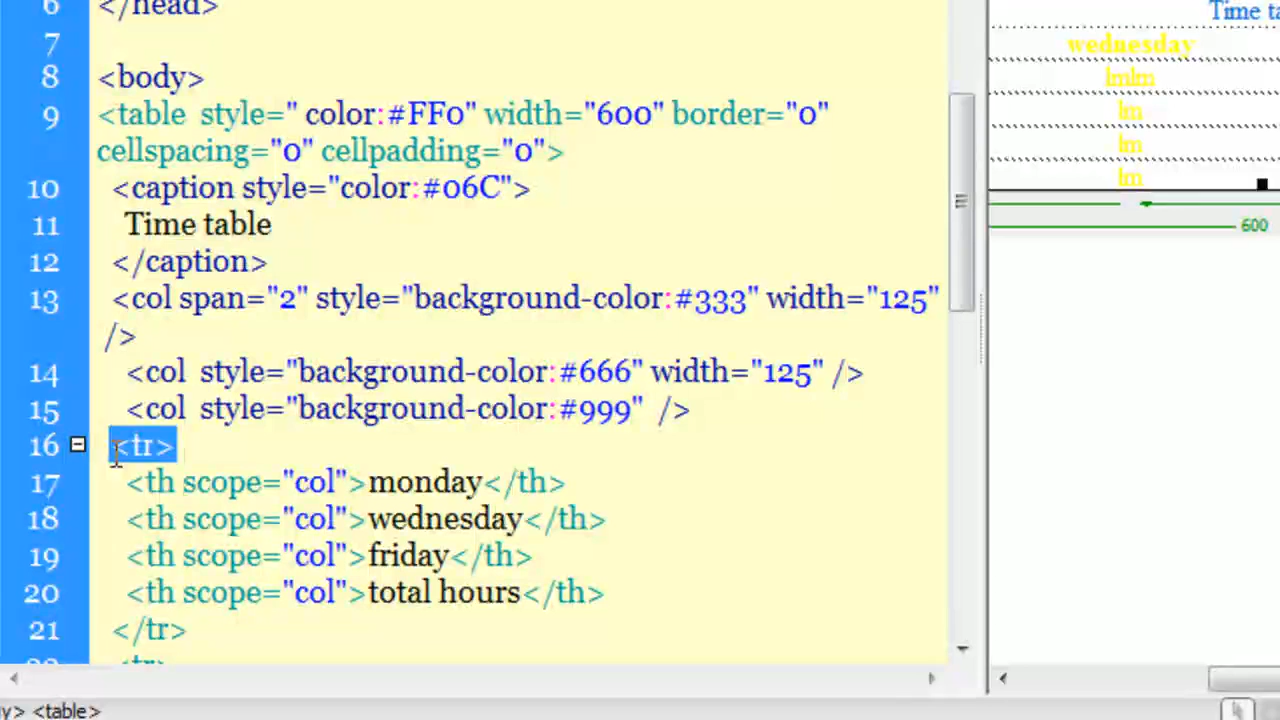 6 </head>
7
8 <body>
9 <table style=" color:#FF0" width="600" border="0"
cellspacing="0" cellpadding="0">
10 <caption style="color:#06C">
11 Time table
12 </caption>
13 <col span="2" style="background-color:#333" width="125"
/>
14 <col style="background-color:#666" width="125" />
15 <col style="background-color:#999" />
16 <tr>
17 <th scope="col">monday</th>
18 <th scope="col">wednesday</th>
19 <th scope="col">friday</th>
20 <th scope="col">total hours</th>
21 </tr>
22 <tr>
y> <table>
Time ta
wednesday
lmlm
lm
lm
lm
600